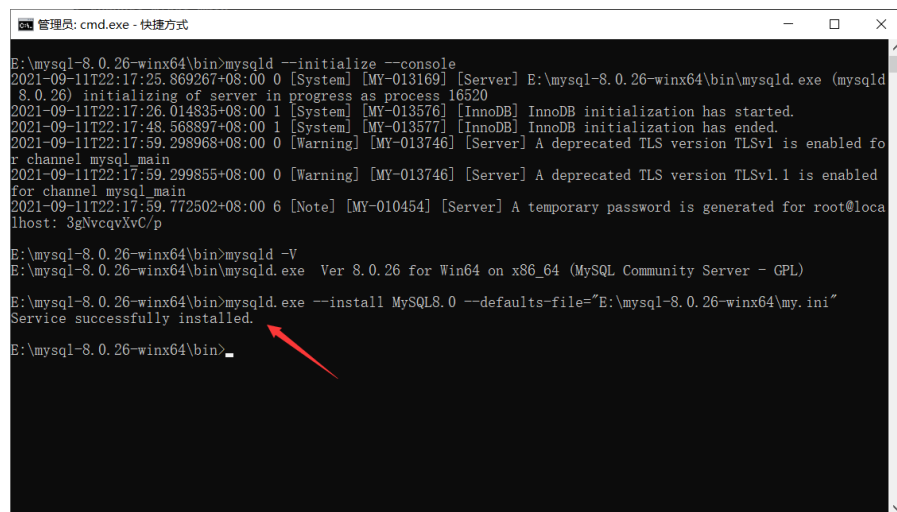 管理员: cmd.exe - 快捷方式
E:\mysql-8.0.26-winx64\bin>mysqld --initialize --console
2021-09-11T22:17:25.869267+08:00 0 [System] [MY-013169] [Server] E:\mysql-8.0.26-winx64\bin\mysqld.exe (mysqld
8.0.26) initializing of server in progress as process 16520
2021-09-11T22:17:26.014835+08:00 1 [System] [MY-013576] [InnoDB] InnoDB initialization has started.
2021-09-11T22:17:48.568897+08:00 1 [System] [MY-013577] [InnoDB] InnoDB initialization has ended.
2021-09-11T22:17:59.298968+08:00 0 [Warning] [MY-013746] [Server] A deprecated TLS version TLSv1 is enabled fo
r channel mysql_main
2021-09-11T22:17:59.299855+08:00 0 [Warning] [MY-013746] [Server] A deprecated TLS version TLSv1.1 is enabled
for channel mysql_main
2021-09-11T22:17:59.772502+08:00 6 [Note] [MY-010454] [Server] A temporary password is generated for root@loca
lhost: 3gNvcqvXvC/p
E:\mysql-8.0.26-winx64\bin>mysqld -V
E:\mysql-8.0.26-winx64\bin\mysqld.exe  Ver 8.0.26 for Win64 on x86_64 (MySQL Community Server - GPL)
E:\mysql-8.0.26-winx64\bin>mysqld.exe --install MySQL8.0 --defaults-file="E:\mysql-8.0.26-winx64\my.ini"
Service successfully installed.
E:\mysql-8.0.26-winx64\bin>